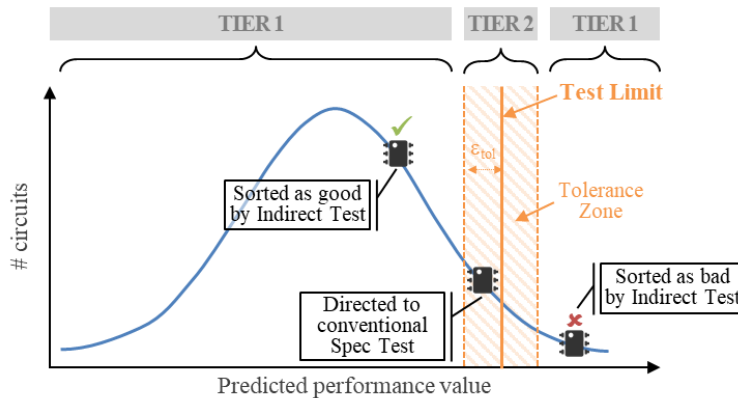 TIER 1
TIER 2
TIER 1
Test Limit
εtol
Sorted as good
by Indirect Test
Tolerance
Zone
Sorted as bad
by Indirect Test
Directed to
conventional
Spec Test
# circuits
Predicted performance value